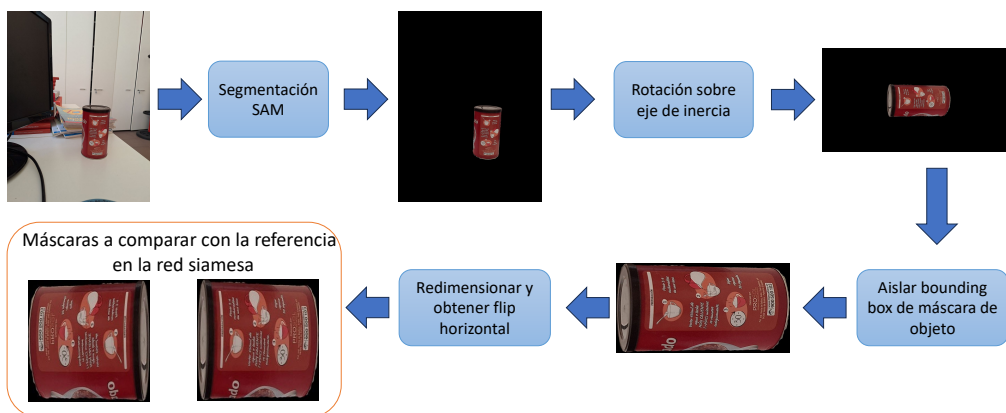 Segmentación
SAM
Rotación sobre
eje de inercia
Máscaras a comparar con la referencia
en la red siamesa
Redimensionar y
obtener flip
horizontal
Aislar bounding
box de máscara de
objeto